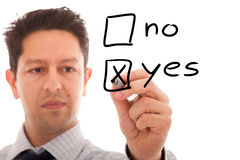 no
x yes